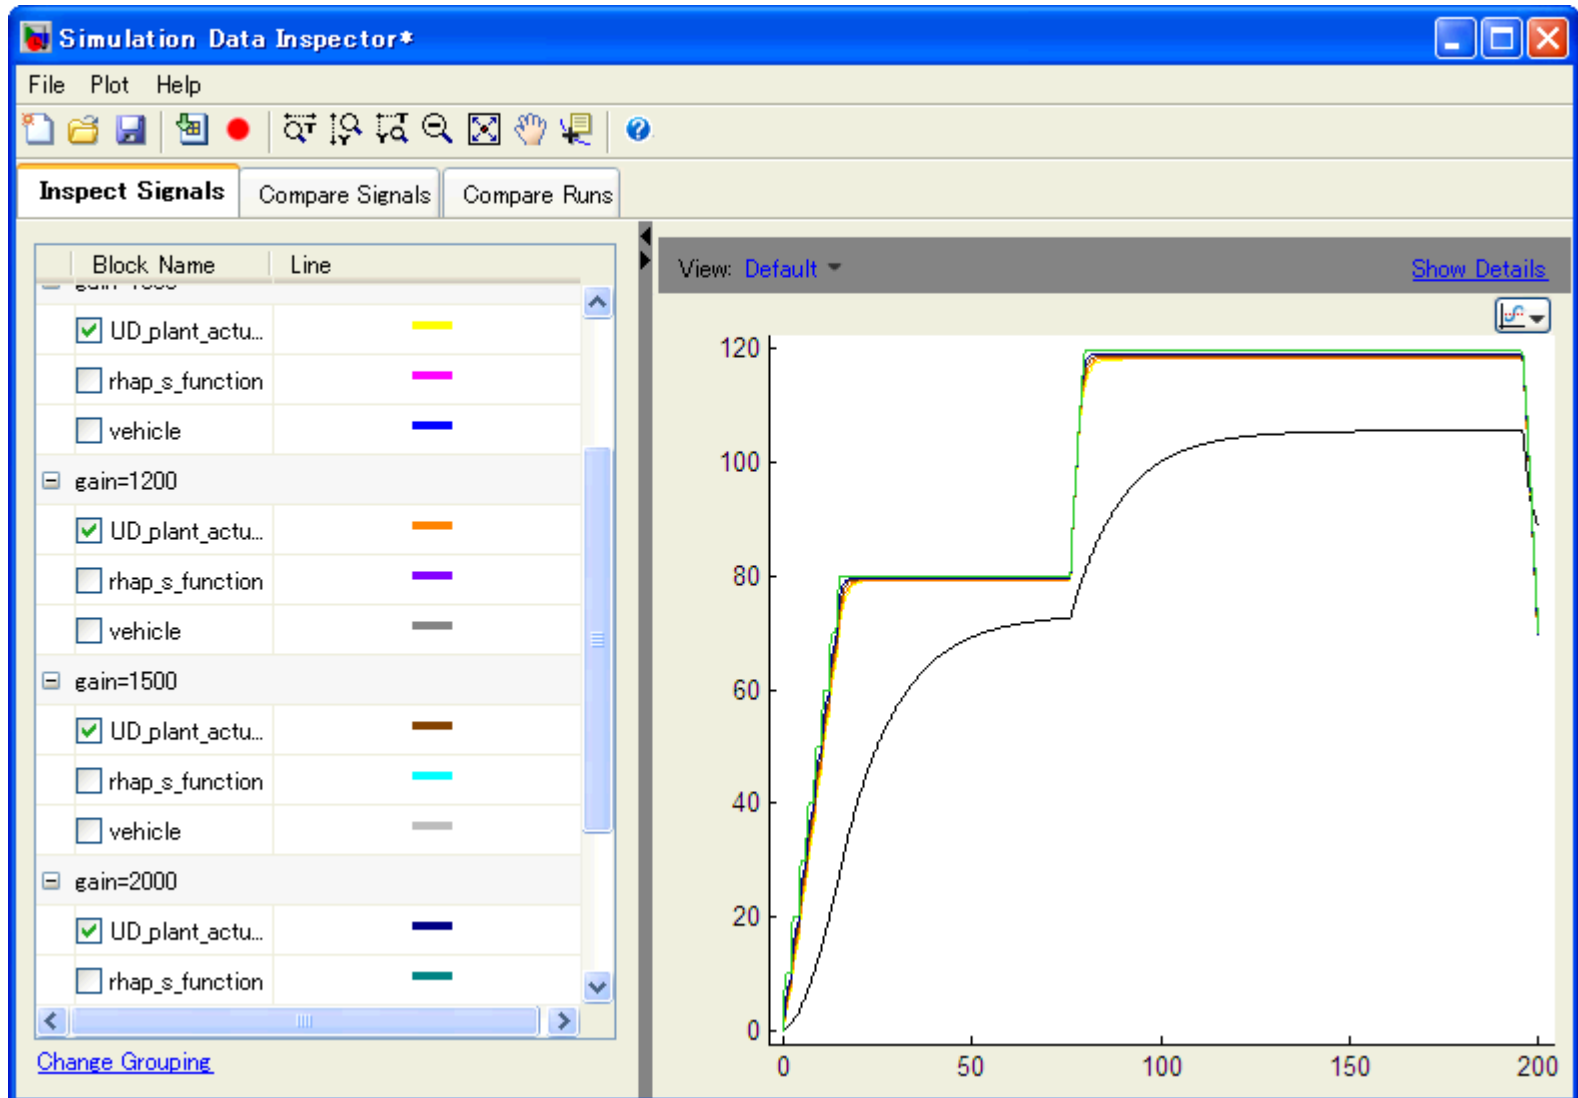 Simulation Data Inspector*
File Plot Help
Inspect Signals Compare Signals Compare Runs
Block Name Line
View: Default Show Details
UD_plant_actu...
rhap_s_function
vehicle
gain=1200
UD_plant_actu...
rhap_s_function
vehicle
gain=1500
UD_plant_actu...
rhap_s_function
vehicle
gain=2000
UD_plant_actu...
rhap_s_function
Change Grouping
120
100
80
60
40
20
0
0 50 100 150 200